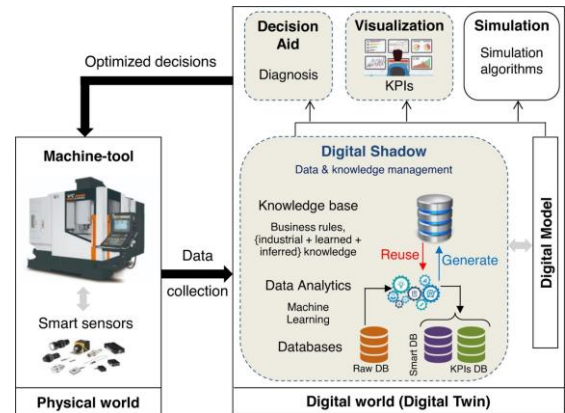 Optimized decisions
Decision
Aid
Diagnosis
Visualization
KPIs
Simulation
Simulation
algorithms
Machine-tool
Smart sensors
Physical world
Data
collection
Digital Shadow
Data & knowledge management
Knowledge base
Business rules,
{industrial + learned +
inferred} knowledge
Reuse
Generate
Data Analytics
Machine
Learning
Databases
Raw DB
Smart DB
KPIs DB
Digital Model
Digital world (Digital Twin)